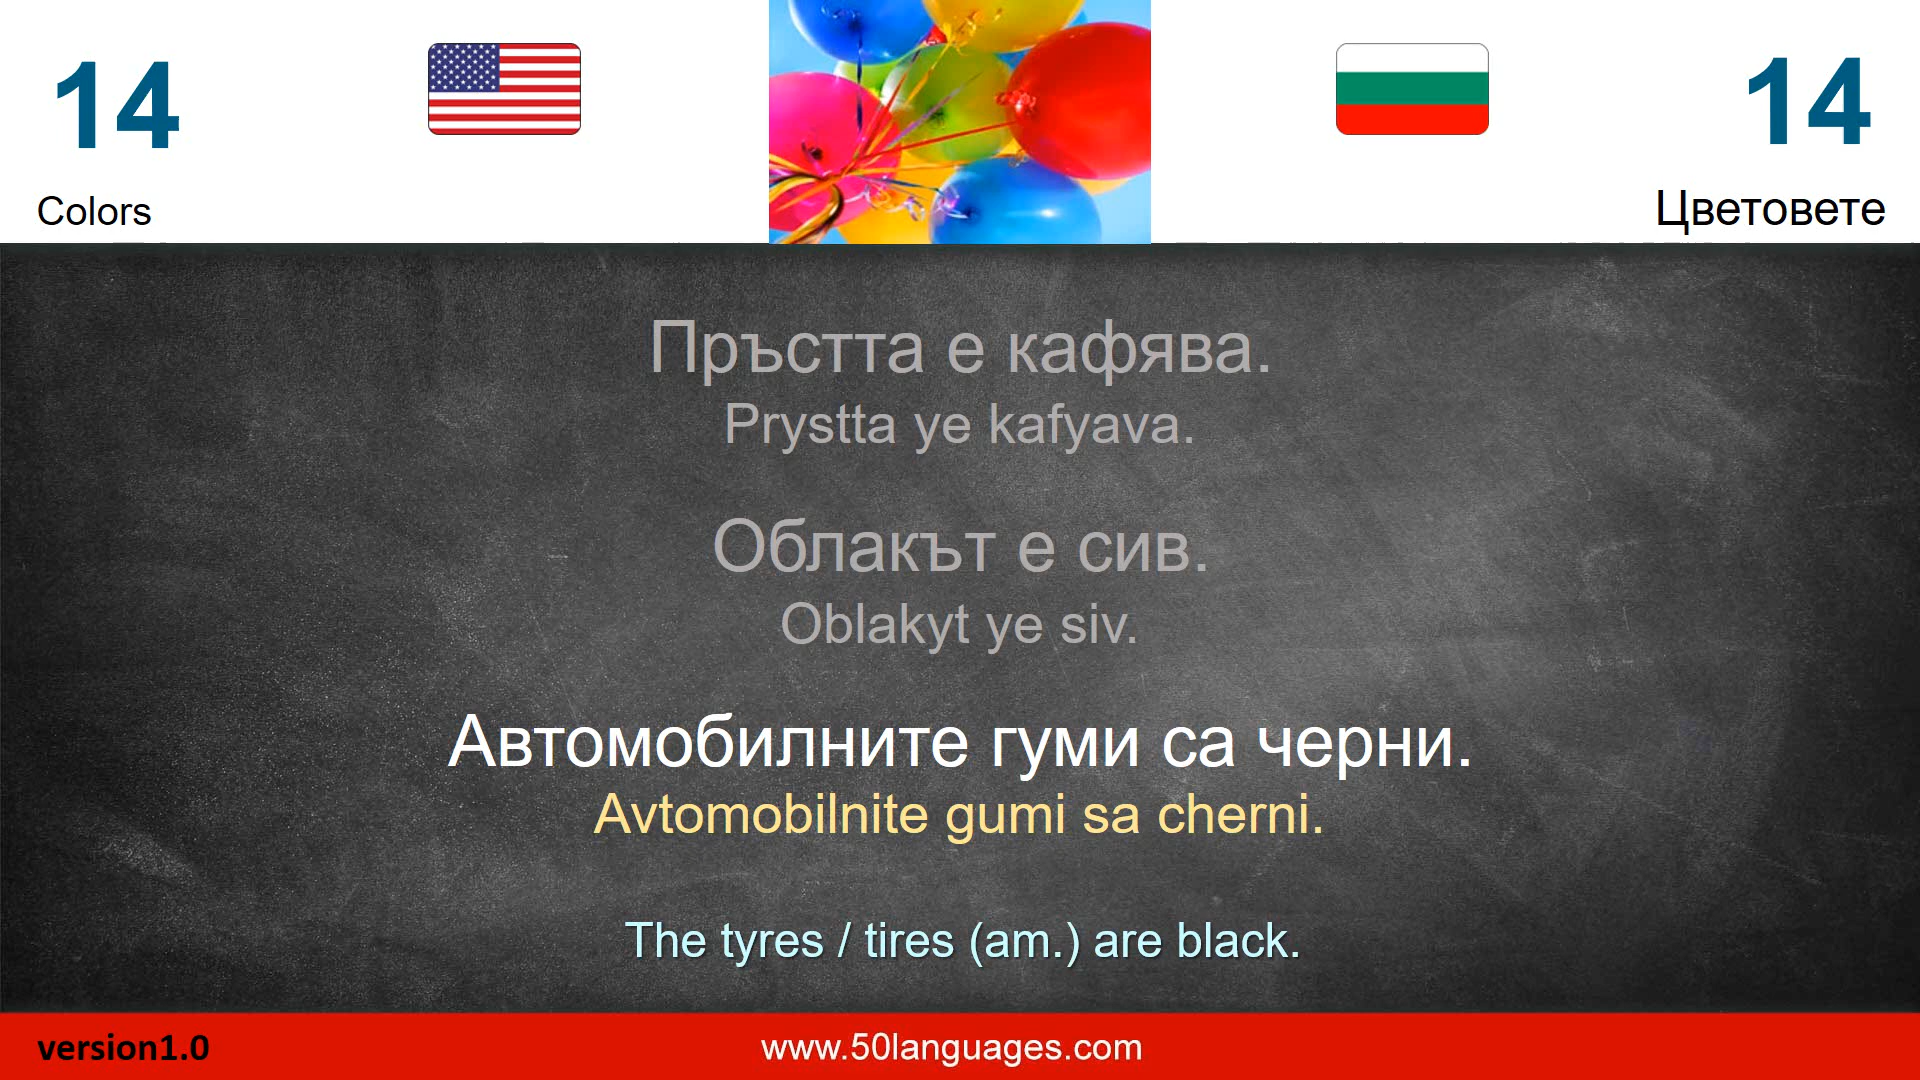 14
14
Colors
Цветовете
Пръстта е кафява.
Prystta ye kafyava.
Облакът е сив.
Oblakyt ye siv.
Автомобилните гуми са черни.
Avtomobilnite gumi sa cherni.
The tyres / tires (am.) are black.
version1.0
www.50languages.com